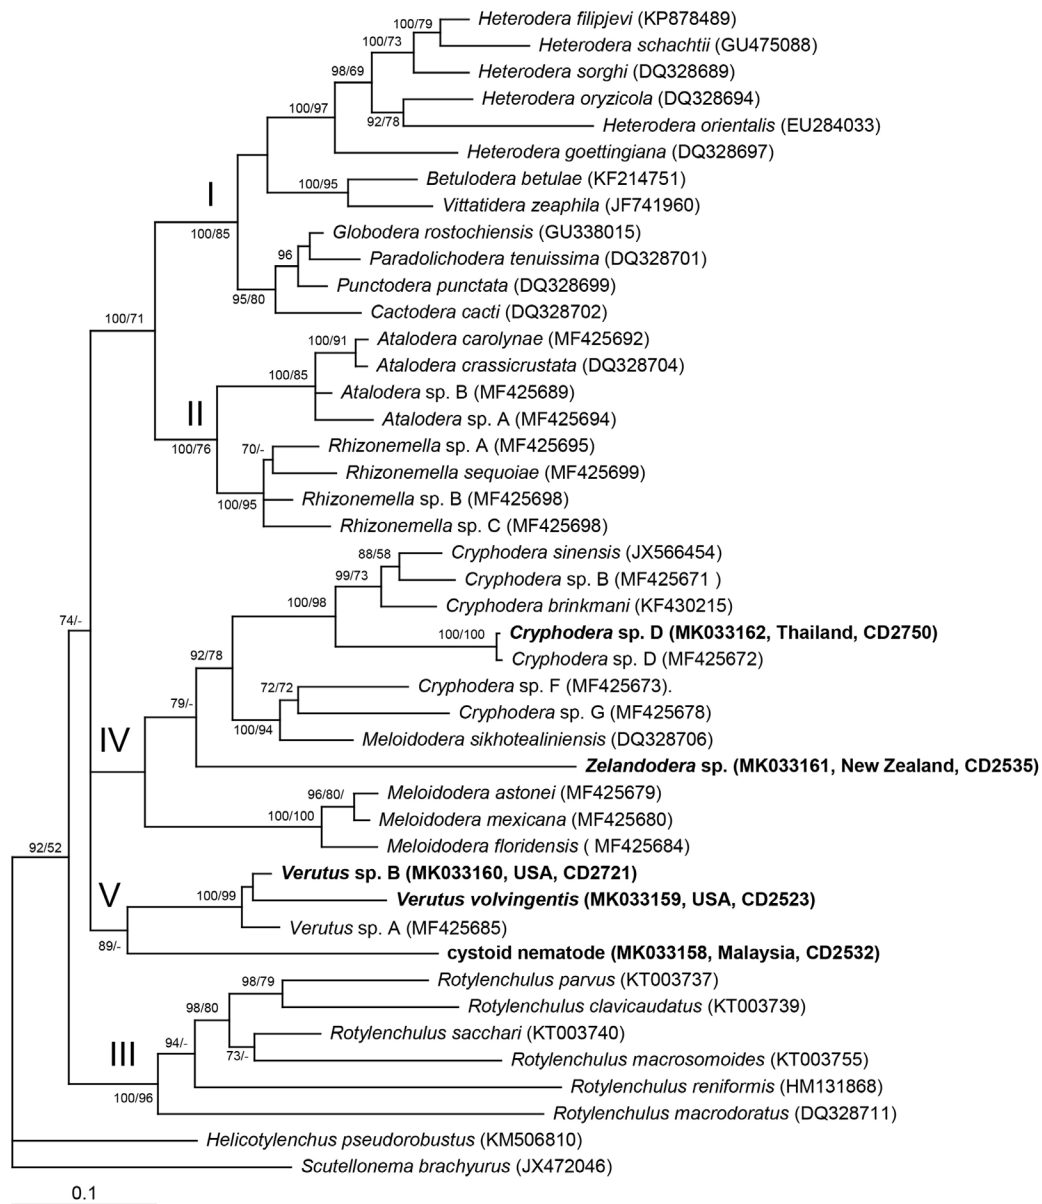 100/79
Heterodera filipjevi (KP878489)
100/73
Heterodera schachtii (GU475088)
98/69
Heterodera sorghi (DQ328689)
100/97
Heterodera oryzicola (DQ328694)
92/78
Heterodera orientalis (EU284033)
Heterodera goettingiana (DQ328697)
I
100/95
Betulodera betulae (KF214751)
Vittatidera zeaphila (JF741960)
100/85
Globodera rostochiensis (GU338015)
96
Paradolichodera tenuissima (DQ328701)
Punctodera punctata (DQ328699)
95/80
Cactodera cacti (DQ328702)
100/71
100/91
Atalodera carolynae (MF425692)
Atalodera crassicrustata (DQ328704)
100/85
Atalodera sp. B (MF425689)
II
Atalodera sp. A (MF425694)
100/76
70/-
Rhizonemella sp. A (MF425695)
Rhizonemella sequoiae (MF425699)
100/95
Rhizonemella sp. B (MF425698)
Rhizonemella sp. C (MF425698)
88/58
Cryphodera sinensis (JX566454)
99/73
Cryphodera sp. B (MF425671 )
100/98
Cryphodera brinkmani (KF430215)
74/-
100/100
Cryphodera sp. D (MK033162, Thailand, CD2750)
92/78
Cryphodera sp. D (MF425672)
72/72
Cryphodera sp. F (MF425673).
79/-
Cryphodera sp. G (MF425678)
100/94
Meloidodera sikhotealiniensis (DQ328706)
IV
Zelandodera sp. (MK033161, New Zealand, CD2535)
96/80/
Meloidodera astonei (MF425679)
100/100
Meloidodera mexicana (MF425680)
Meloidodera floridensis ( MF425684)
92/52
V
Verutus sp. B (MK033160, USA, CD2721)
100/99
Verutus volvingentis (MK033159, USA, CD2523)
Verutus sp. A (MF425685)
89/-
cystoid nematode (MK033158, Malaysia, CD2532)
98/79
Rotylenchulus parvus (KT003737)
98/80
Rotylenchulus clavicaudatus (KT003739)
Rotylenchulus sacchari (KT003740)
94/-
73/-
Rotylenchulus macrosomoides (KT003755)
III
Rotylenchulus reniformis (HM131868)
100/96
Rotylenchulus macrodoratus (DQ328711)
Helicotylenchus pseudorobustus (KM506810)
Scutellonema brachyurus (JX472046)
0.1